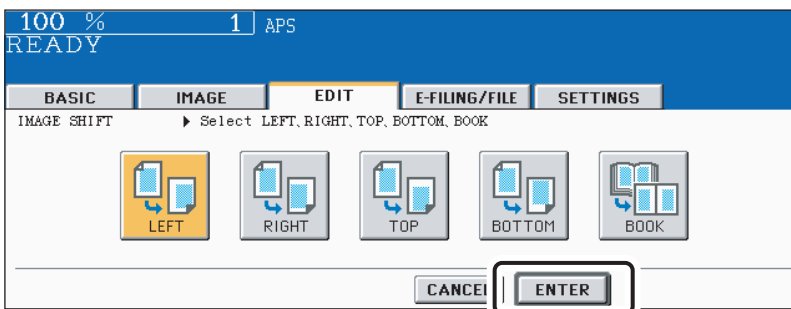 100 % 1 APS
READY
BASIC IMAGE EDIT E-FILING/FILE SETTINGS
IMAGE SHIFT ▶ Select LEFT, RIGHT, TOP, BOTTOM, BOOK
LEFT RIGHT TOP BOTTOM BOOK
CANCEL ENTER